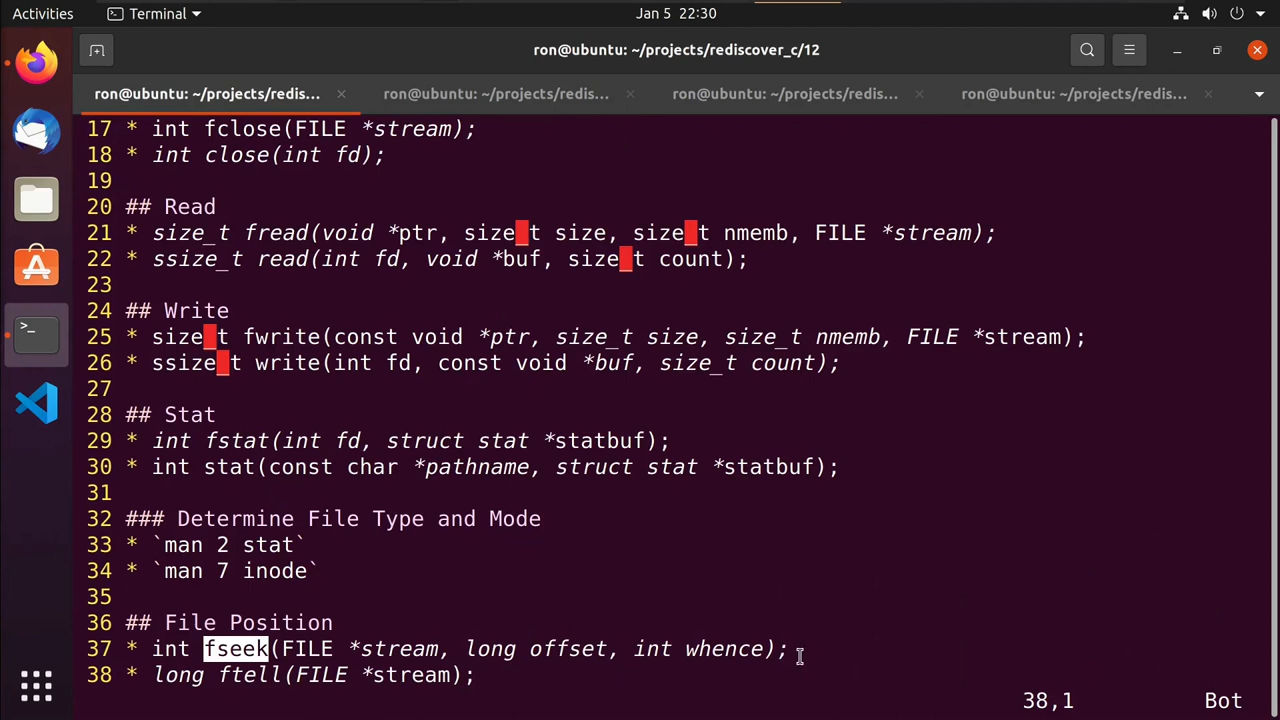 Activities
Terminal
Jan 5 22:30
ron@ubuntu: ~/projects/rediscover_c/12
ron@ubuntu: ~/projects/redis...
ron@ubuntu: ~/projects/redis...
ron@ubuntu: ~/projects/redis...
ron@ubuntu: ~/projects/redis...
17 * int fclose(FILE *stream);
18 * int close(int fd);
19
20 ## Read
21 * size_t fread(void *ptr, size_t size, size_t nmemb, FILE *stream);
22 * ssize_t read(int fd, void *buf, size_t count);
23
24 ## Write
25 * size_t fwrite(const void *ptr, size_t size, size_t nmemb, FILE *stream);
26 * ssize_t write(int fd, const void *buf, size_t count);
27
28 ## Stat
29 * int fstat(int fd, struct stat *statbuf);
30 * int stat(const char *pathname, struct stat *statbuf);
31
32 ### Determine File Type and Mode
33 * `man 2 stat`
34 * `man 7 inode`
35
36 ## File Position
37 * int fseek(FILE *stream, long offset, int whence);
38 * long ftell(FILE *stream);
38,1 Bot